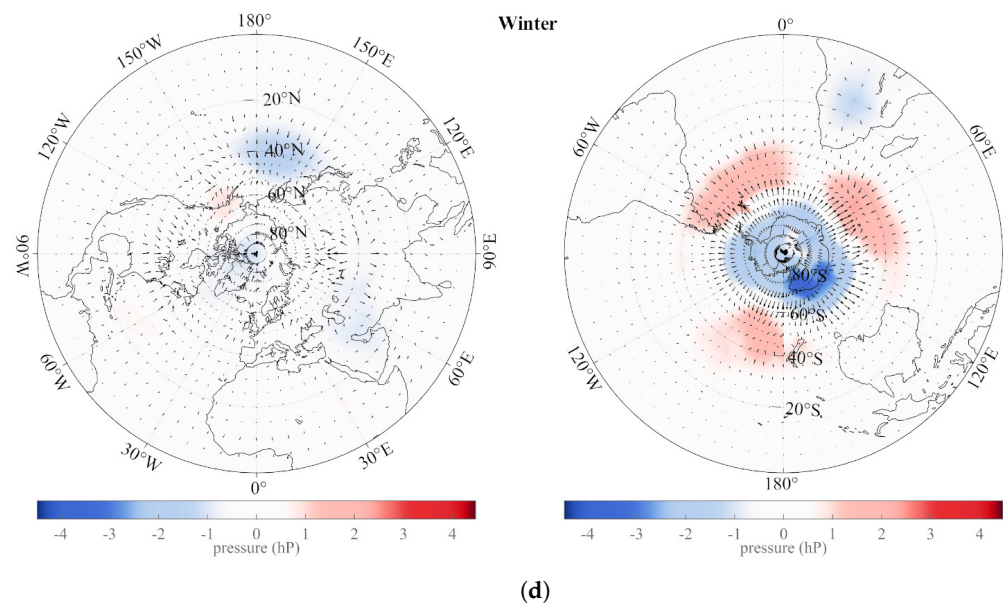 Winter
180°
150°W
150°E
120°W
120°E
90°W
90°E
60°W
60°E
30°W
30°E
0°
20°N
40°N
60°N
80°N
-4 -3 -2 -1 0 1 2 3 4
pressure (hP)
0°
60°W
60°E
120°W
120°E
180°
80°S
60°S
40°S
20°S
-4 -3 -2 -1 0 1 2 3 4
pressure (hP)
(d)